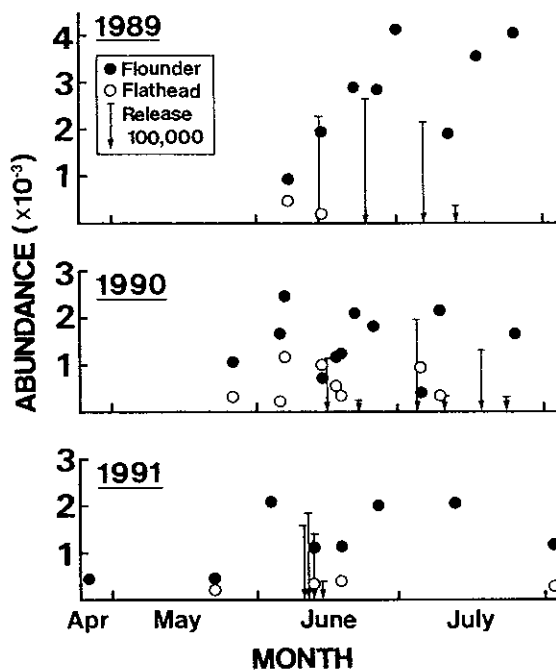 1989
4
3
2
1
Flounder
Flathead
Release
100,000
ABUNDANCE (×10⁻³)
1990
3
2
1
1991
3
2
1
Apr May June July
MONTH